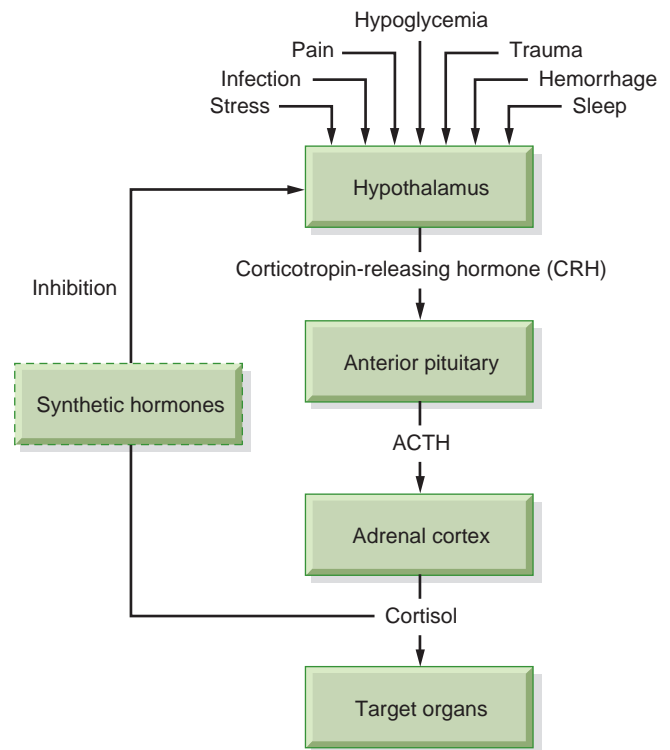 Hypoglycemia
Pain
Trauma
Infection
Hemorrhage
Stress
Sleep
Hypothalamus
Corticotropin-releasing hormone (CRH)
Inhibition
Anterior pituitary
Synthetic hormones
ACTH
Adrenal cortex
Cortisol
Target organs